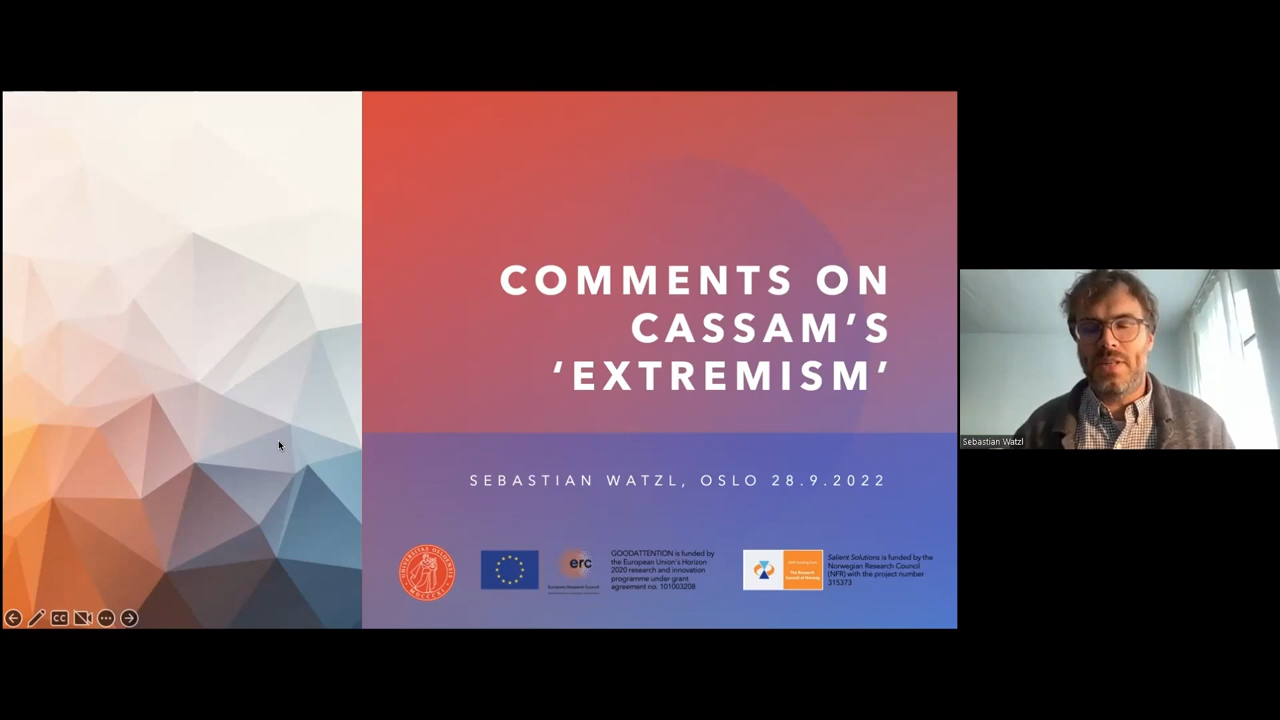 COMMENTS ON
CASSAM’S
‘EXTREMISM’
SEBASTIAN WATZL, OSLO 28.9.2022
erc
GOODATTENTION is funded by
the European Union's Horizon
2020 research and innovation
programme under grant
agreement no. 101003208
Salient Solutions is funded by the
Norwegian Research Council
(NFR) with the project number
315373
CC
Sebastian Watzl